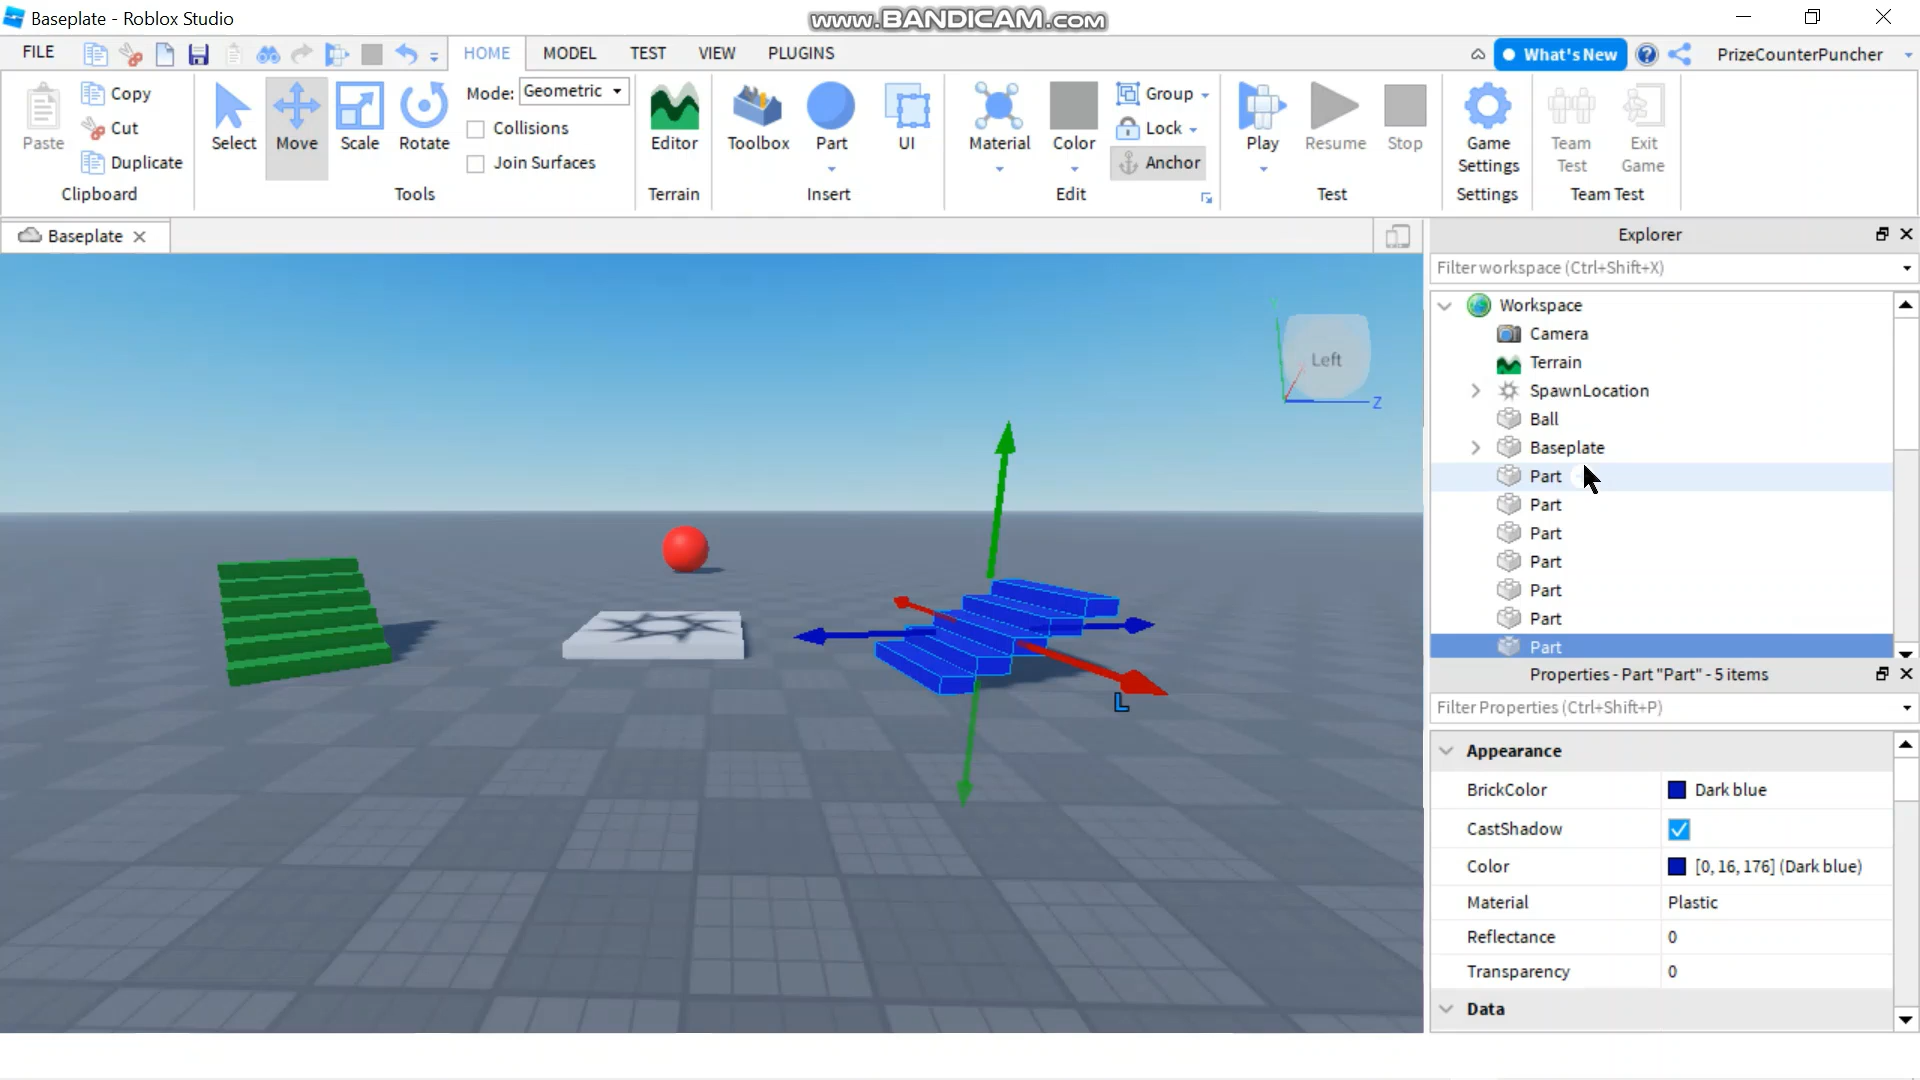 Baseplate - Roblox Studio
www.BANDICAM.com
FILE
HOME
MODEL
TEST
VIEW
PLUGINS
What's New
PrizeCounterPuncher
Paste
Copy
Cut
Duplicate
Clipboard
Select
Move
Scale
Rotate
Mode: Geometric
Collisions
Join Surfaces
Tools
Editor
Terrain
Toolbox
Part
UI
Insert
Material
Color
Group
Lock
Anchor
Edit
Play
Resume
Stop
Test
Game
Settings
Settings
Team
Test
Exit
Game
Team Test
Baseplate
Left
Z
L
Explorer
Filter workspace (Ctrl+Shift+X)
Workspace
Camera
Terrain
SpawnLocation
Ball
Baseplate
Part
Part
Part
Part
Part
Part
Part
Properties - Part "Part" - 5 items
Filter Properties (Ctrl+Shift+P)
Appearance
BrickColor Dark blue
CastShadow
Color [0, 16, 176] (Dark blue)
Material Plastic
Reflectance 0
Transparency 0
Data